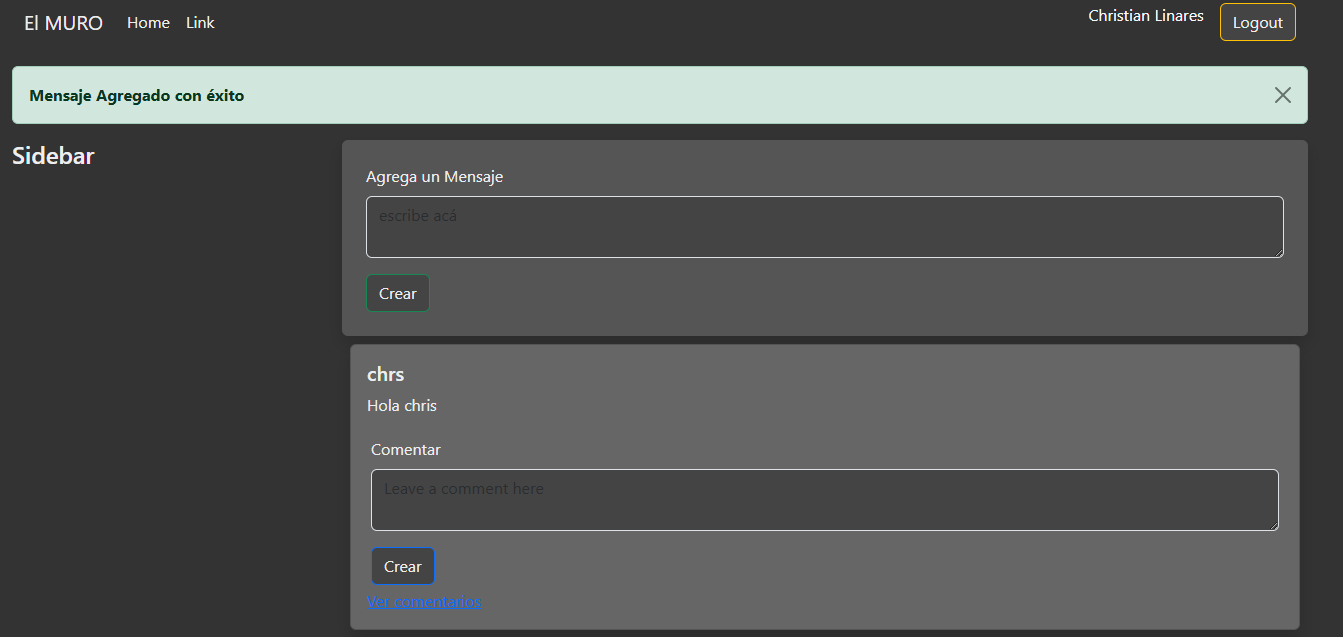 El MURO Home Link Christian Linares Logout
Mensaje Agregado con éxito
Sidebar
Agrega un Mensaje
escribe acá
Crear
chrs
Hola chris
Comentar
Leave a comment here
Crear
Ver comentarios